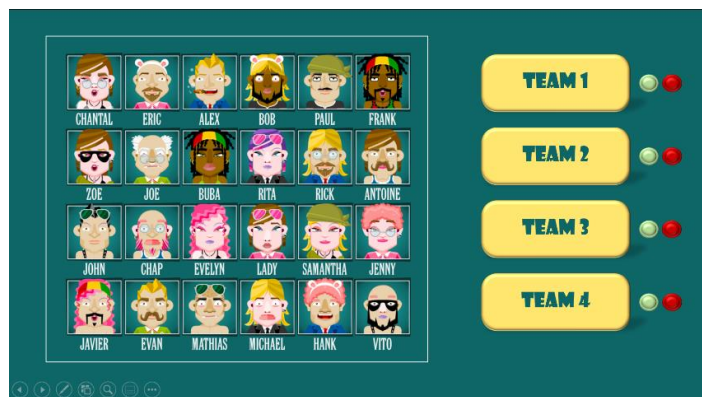 CHANTAL ERIC ALEX BOB PAUL FRANK
ZOE JOE BUBA RITA RICK ANTOINE
JOHN CHAP EVELYN LADY SAMANTHA JENNY
JAVIER EVAN MATHIAS MICHAEL HANK VITO
TEAM 1
TEAM 2
TEAM 3
TEAM 4